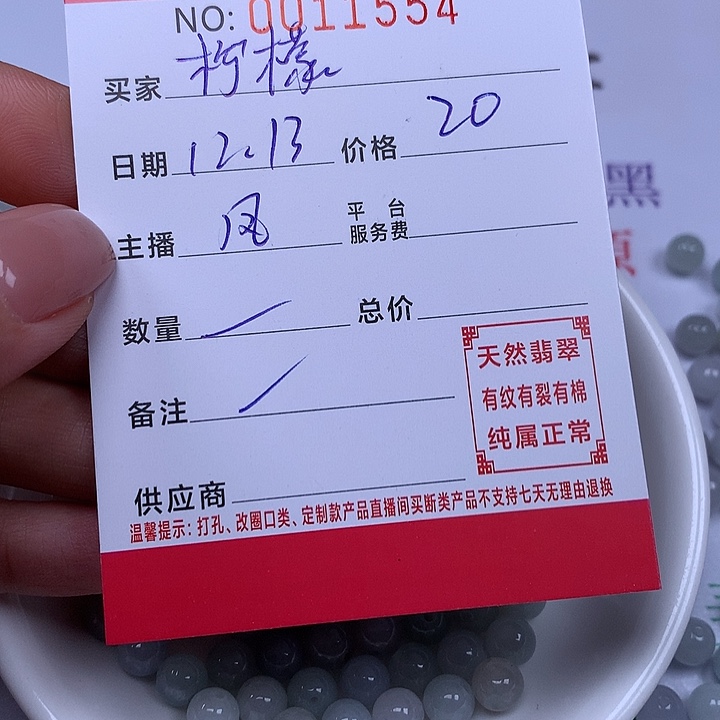 NO: 0011554
买家 柠檬
日期 12.13 价格 20
主播 风 平台服务费
数量 一 总价
备注 /
供应商
天然翡翠
有纹有裂有棉
纯属正常
温馨提示：打孔、改圈口类、定制款产品直播间买断类产品不支持七天无理由退换
黑